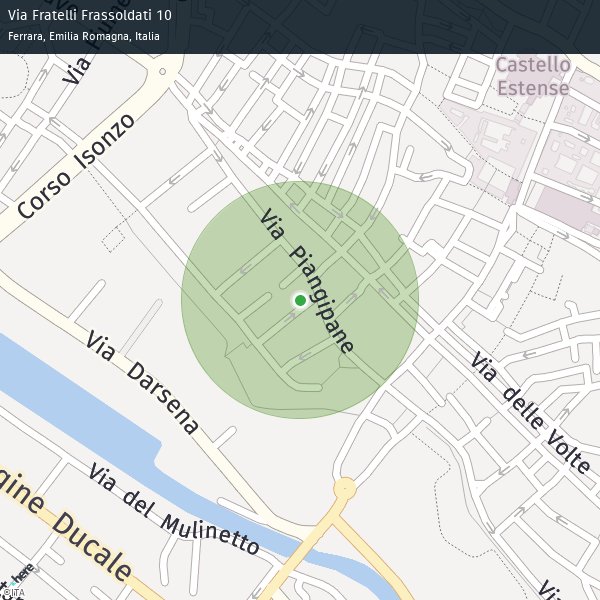 Via Fratelli Frassoldati 10
Ferrara, Emilia Romagna, Italia
Castello
Estense
Corso Isonzo
Via Piangipane
Via Darsena
Via delle Volte
Via del Mulinetto
gine Ducale
here
©ITA
Via